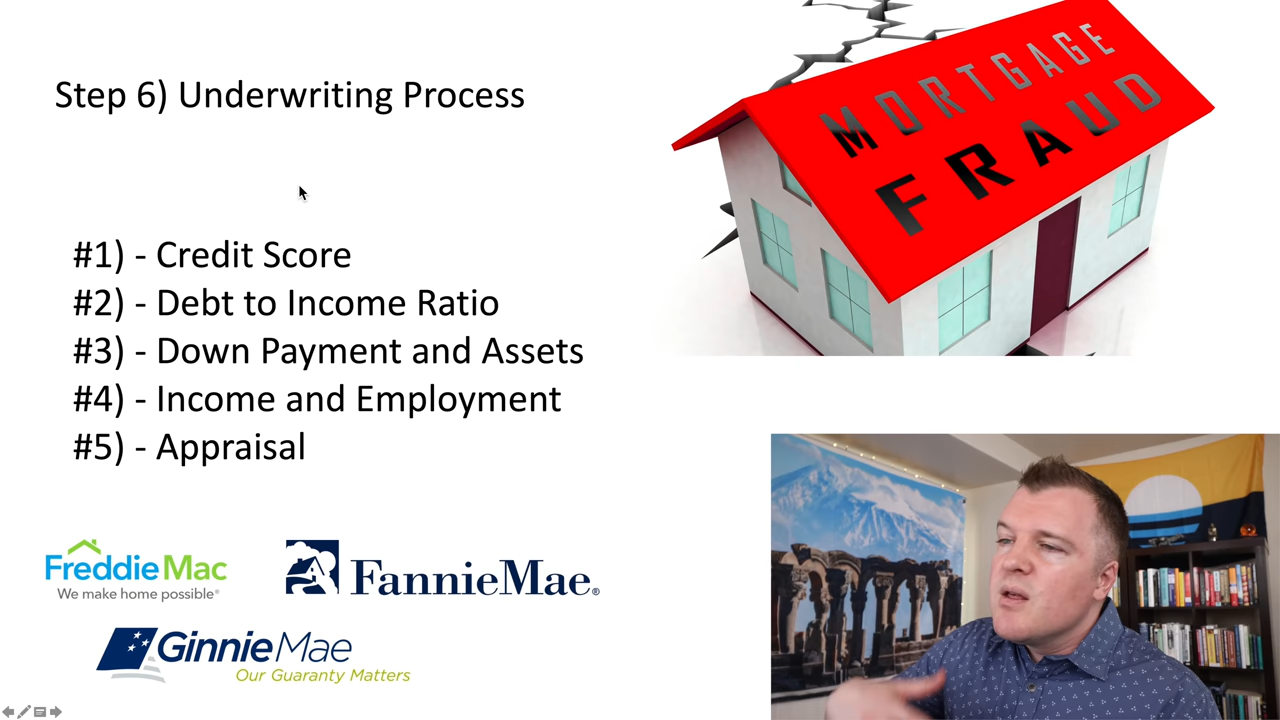 Step 6) Underwriting Process
MORTGAGE
FRAUD
#1) - Credit Score
#2) - Debt to Income Ratio
#3) - Down Payment and Assets
#4) - Income and Employment
#5) - Appraisal
FreddieMac
We make home possible®
FannieMae®
GinnieMae
Our Guaranty Matters